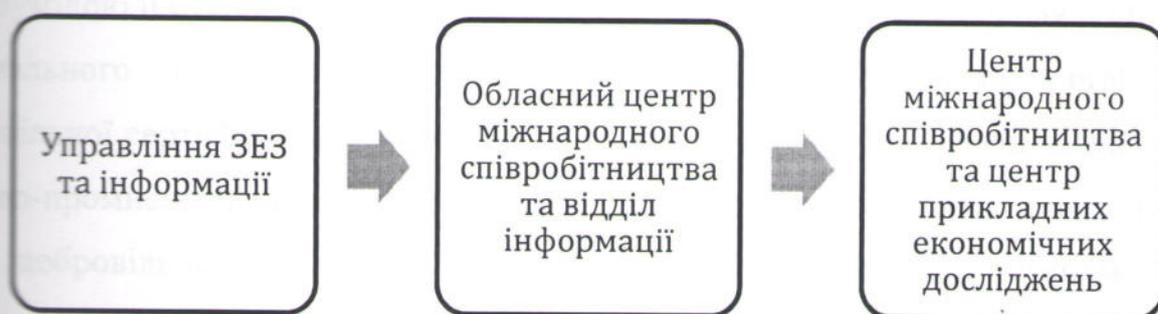 Управління ЗЕЗ
та інформації
Обласний центр
міжнародного
співробітництва
та відділ
інформації
Центр
міжнародного
співробітництва
та центр
прикладних
економічних
досліджень